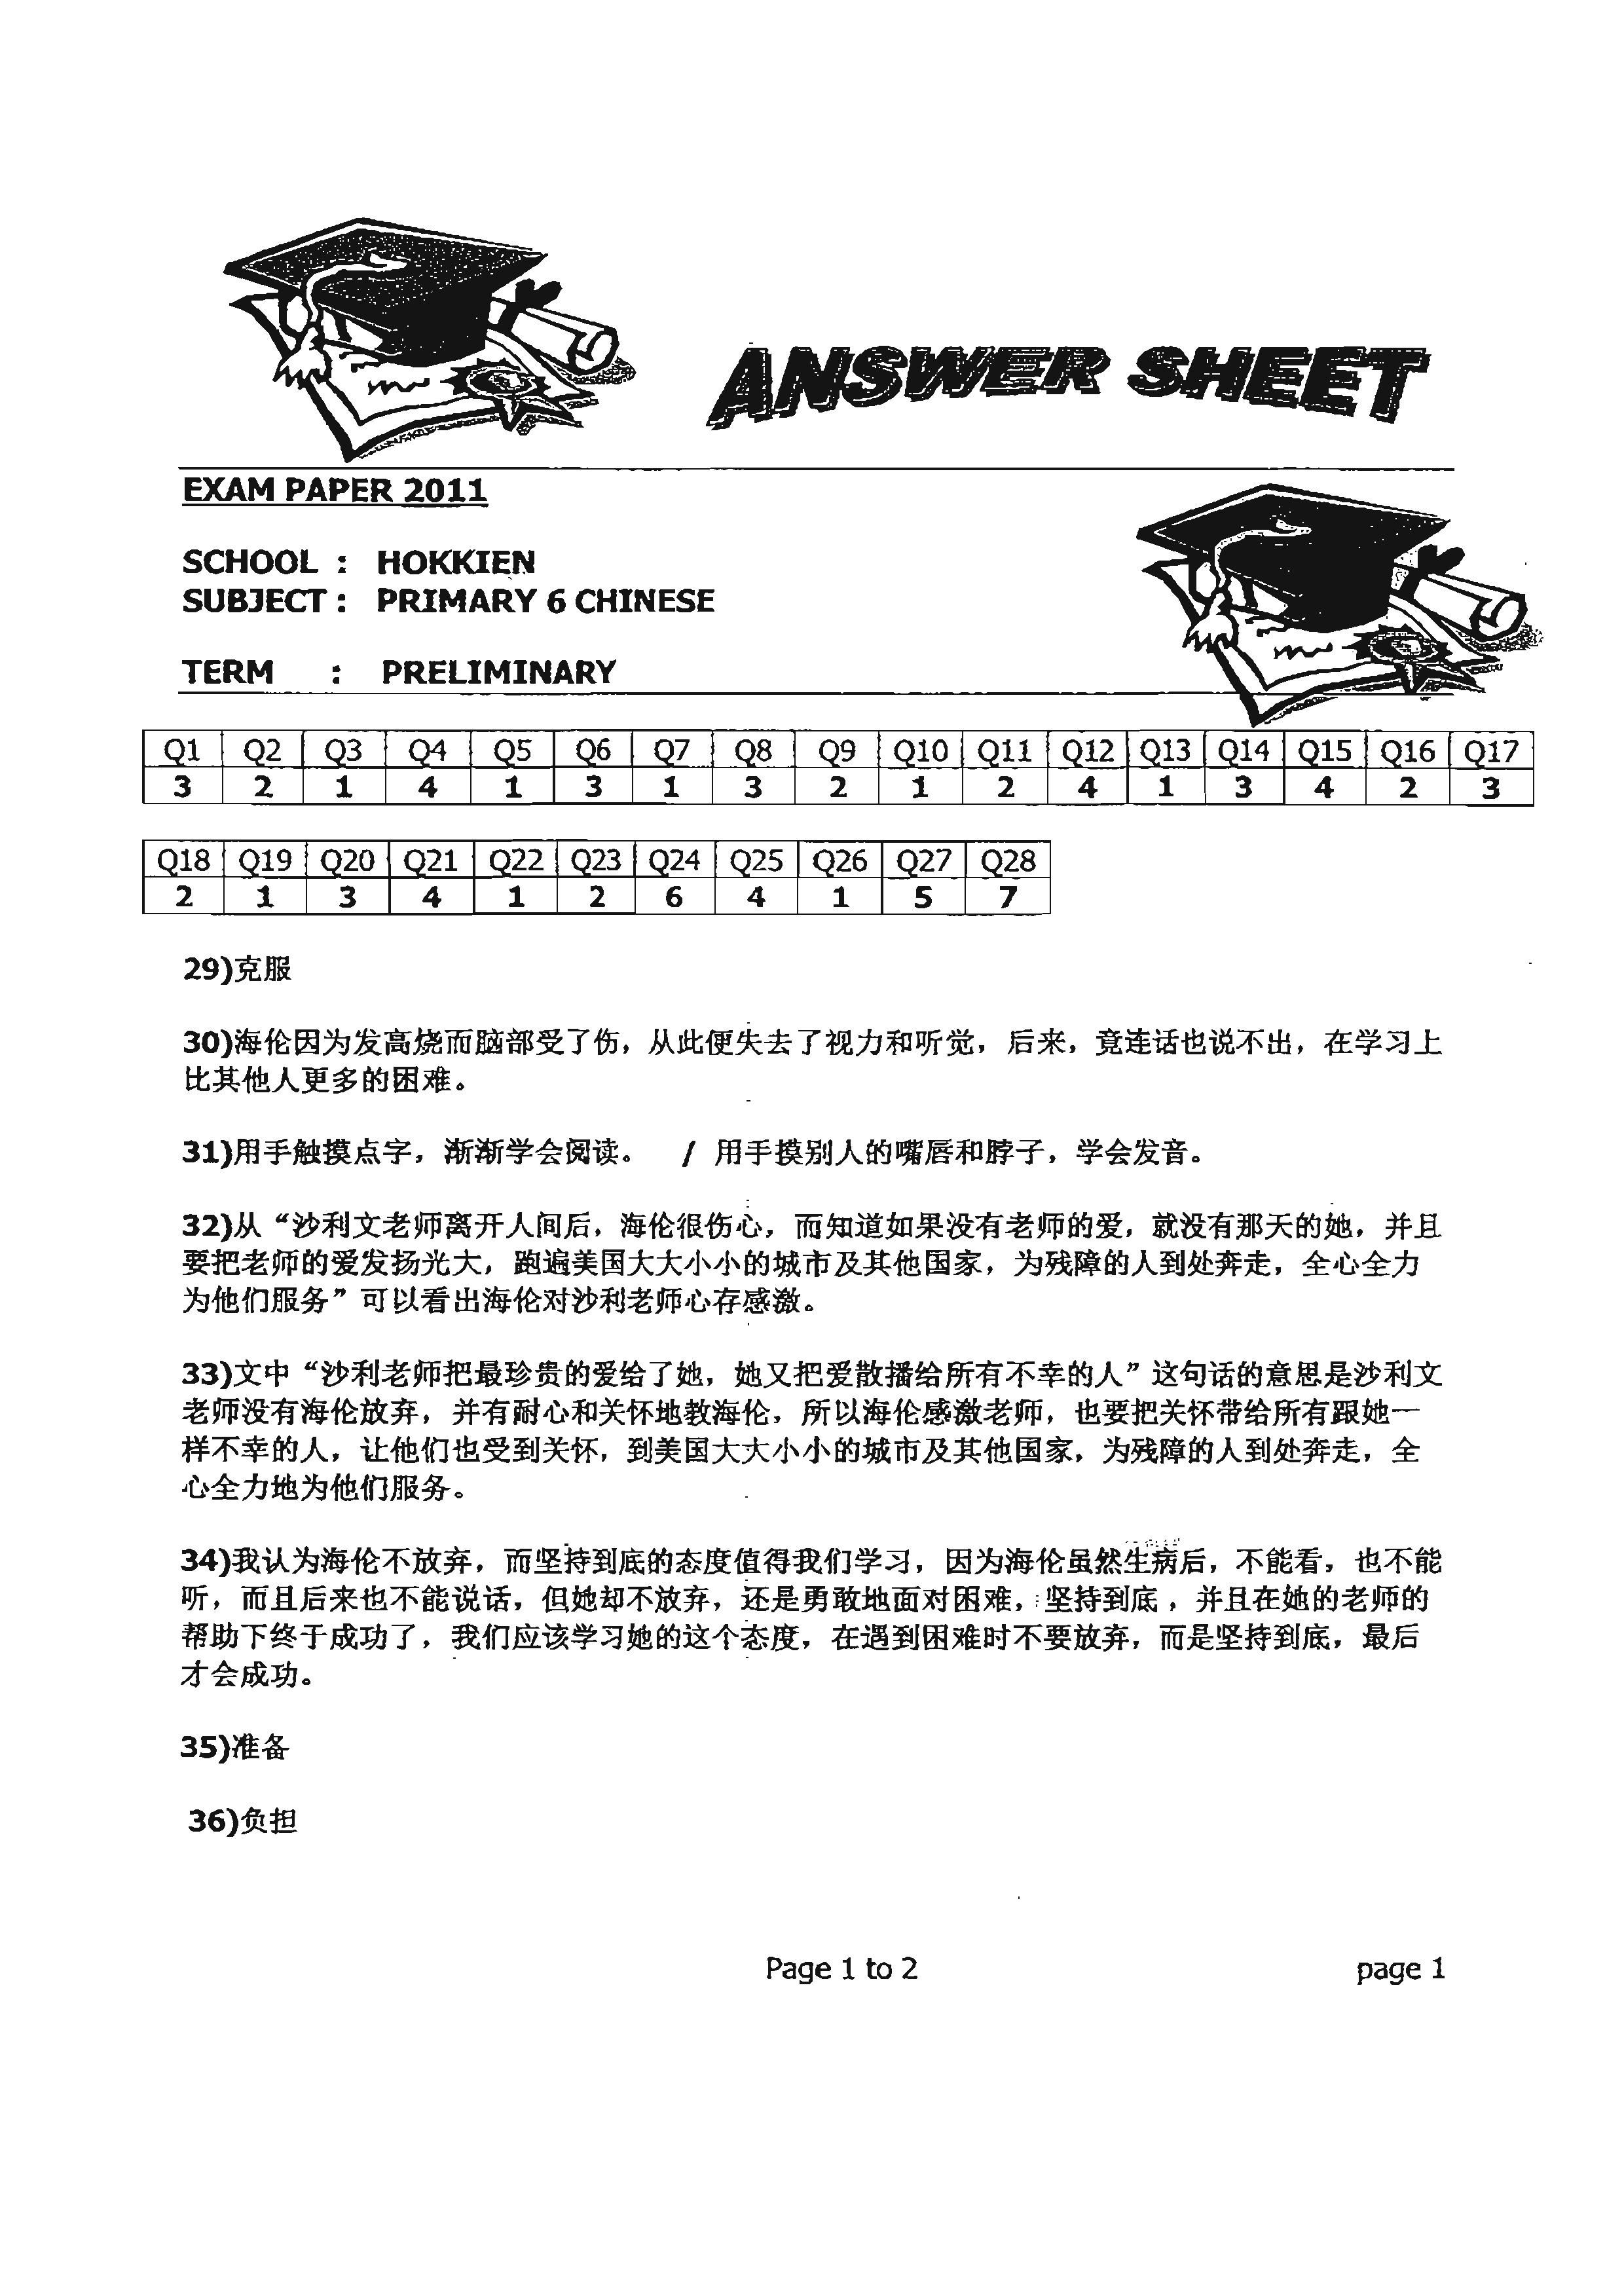 ANSWER SHEET
EXAM PAPER 2011
SCHOOL : HOKKIEN
SUBJECT : PRIMARY 6 CHINESE
TERM : PRELIMINARY
Q1 Q2 Q3 Q4 Q5 Q6 Q7 Q8 Q9 Q10 Q11 Q12 Q13 Q14 Q15 Q16 Q17
3 2 1 4 1 3 1 3 2 1 2 4 1 3 4 2 3
Q18 Q19 Q20 Q21 Q22 Q23 Q24 Q25 Q26 Q27 Q28
2 1 3 4 1 2 6 4 1 5 7
29)克服
30)海伦因为发高烧而脑部受了伤，从此便失去了视力和听觉，后来，竟连话也说不出，在学习上
比其他人更多的困难。
31)用手触摸点字，渐渐学会阅读。 / 用手摸别人的嘴唇和脖子，学会发音。
32)从“沙利文老师离开人间后，海伦很伤心，而知道如果没有老师的爱，就没有那天的她，并且
要把老师的爱发扬光大，跑遍美国大大小小的城市及其他国家，为残障的人到处奔走，全心全力
为他们服务”可以看出海伦对沙利老师心存感激。
33)文中“沙利老师把最珍贵的爱给了她，她又把爱散播给所有不幸的人”这句话的意思是沙利文
老师没有海伦放弃，并有耐心和关怀地教海伦，所以海伦感激老师，也要把关怀带给所有跟她一
样不幸的人，让他们也受到关怀，到美国大大小小的城市及其他国家，为残障的人到处奔走，全
心全力地为他们服务。
34)我认为海伦不放弃，而坚持到底的态度值得我们学习，因为海伦虽然生病后，不能看，也不能
听，而且后来也不能说话，但她却不放弃，还是勇敢地面对困难，坚持到底，并且在她的老师的
帮助下终于成功了，我们应该学习她的这个态度，在遇到困难时不要放弃，而是坚持到底，最后
才会成功。
35)准备
36)负担
Page 1 to 2 page 1